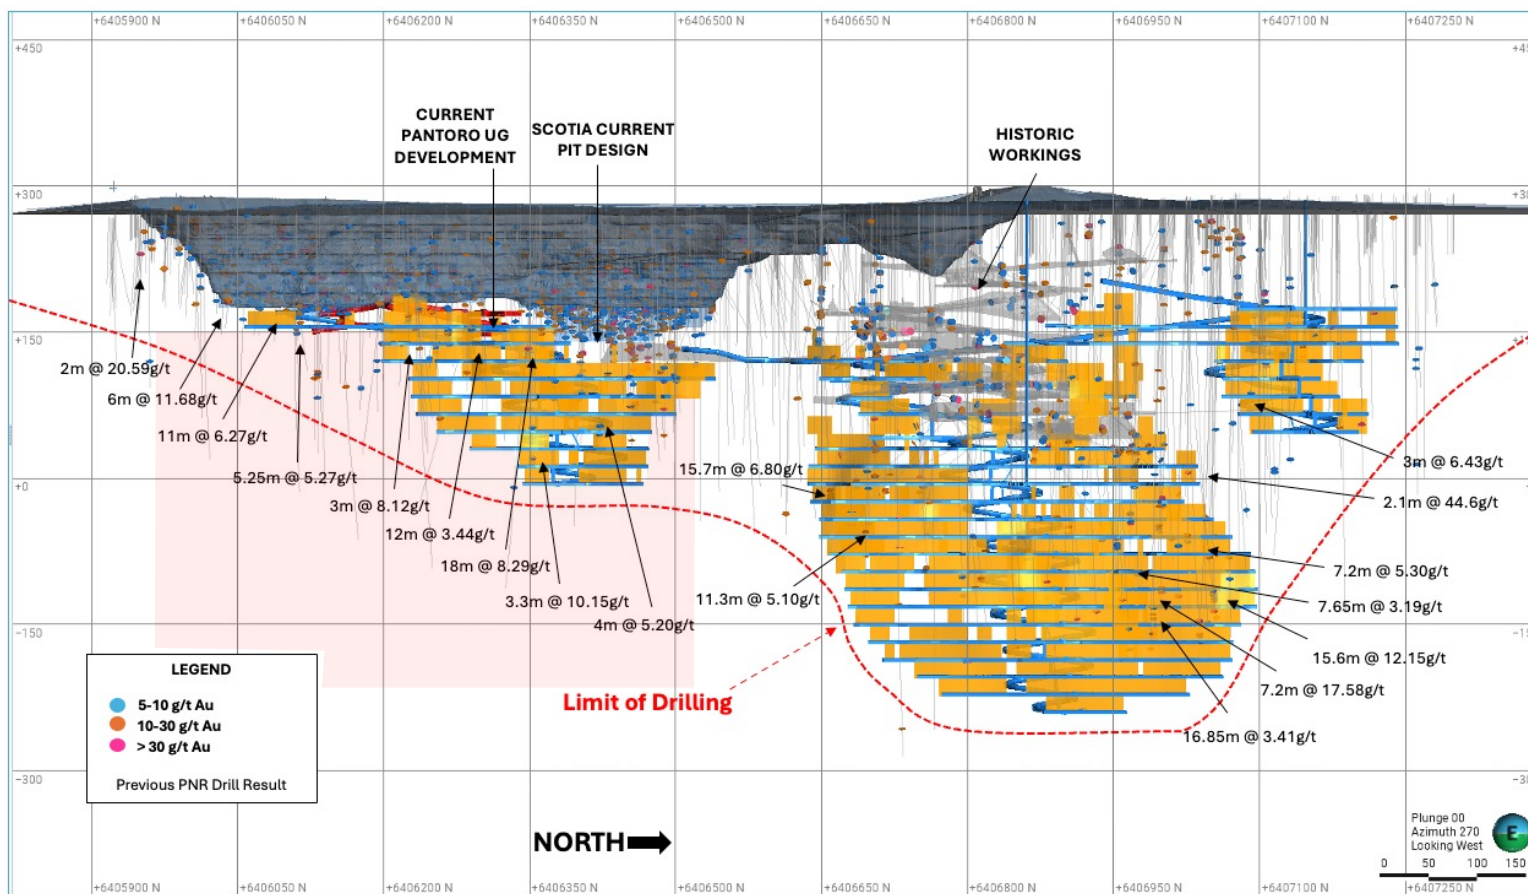 +6405900 N
+6406050 N
+6406200 N
+6406350 N
+6406500 N
+6406650 N
+6406800 N
+6406950 N
+6407100 N
+6407250 N
+450
+300
+150
+0
-150
-300
CURRENT
PANTORO UG
DEVELOPMENT
SCOTIA CURRENT
PIT DESIGN
HISTORIC
WORKINGS
2m @ 20.59g/t
6m @ 11.68g/t
11m @ 6.27g/t
5.25m @ 5.27g/t
3m @ 8.12g/t
12m @ 3.44g/t
18m @ 8.29g/t
3.3m @ 10.15g/t
4m @ 5.20g/t
15.7m @ 6.80g/t
11.3m @ 5.10g/t
3m @ 6.43g/t
2.1m @ 44.6g/t
7.2m @ 5.30g/t
7.65m @ 3.19g/t
15.6m @ 12.15g/t
7.2m @ 17.58g/t
16.85m @ 3.41g/t
Limit of Drilling
LEGEND
5-10 g/t Au
10-30 g/t Au
> 30 g/t Au
Previous PNR Drill Result
NORTH
Plunge 00
Azimuth 270
Looking West
E
0 50 100 150
+6405900 N
+6406050 N
+6406200 N
+6406350 N
+6406500 N
+6406650 N
+6406800 N
+6406950 N
+6407100 N
+6407250 N